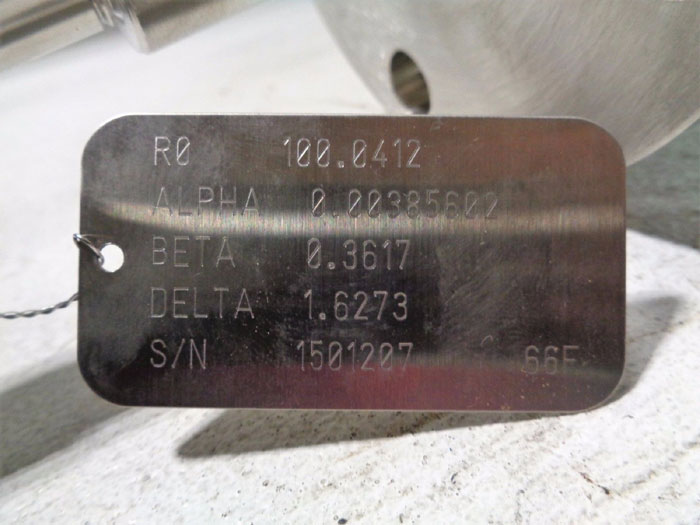 R0 100.0412
ALPHA 0.00385602
BETA 0.3617
DELTA 1.6273
S/N 1501207 66F